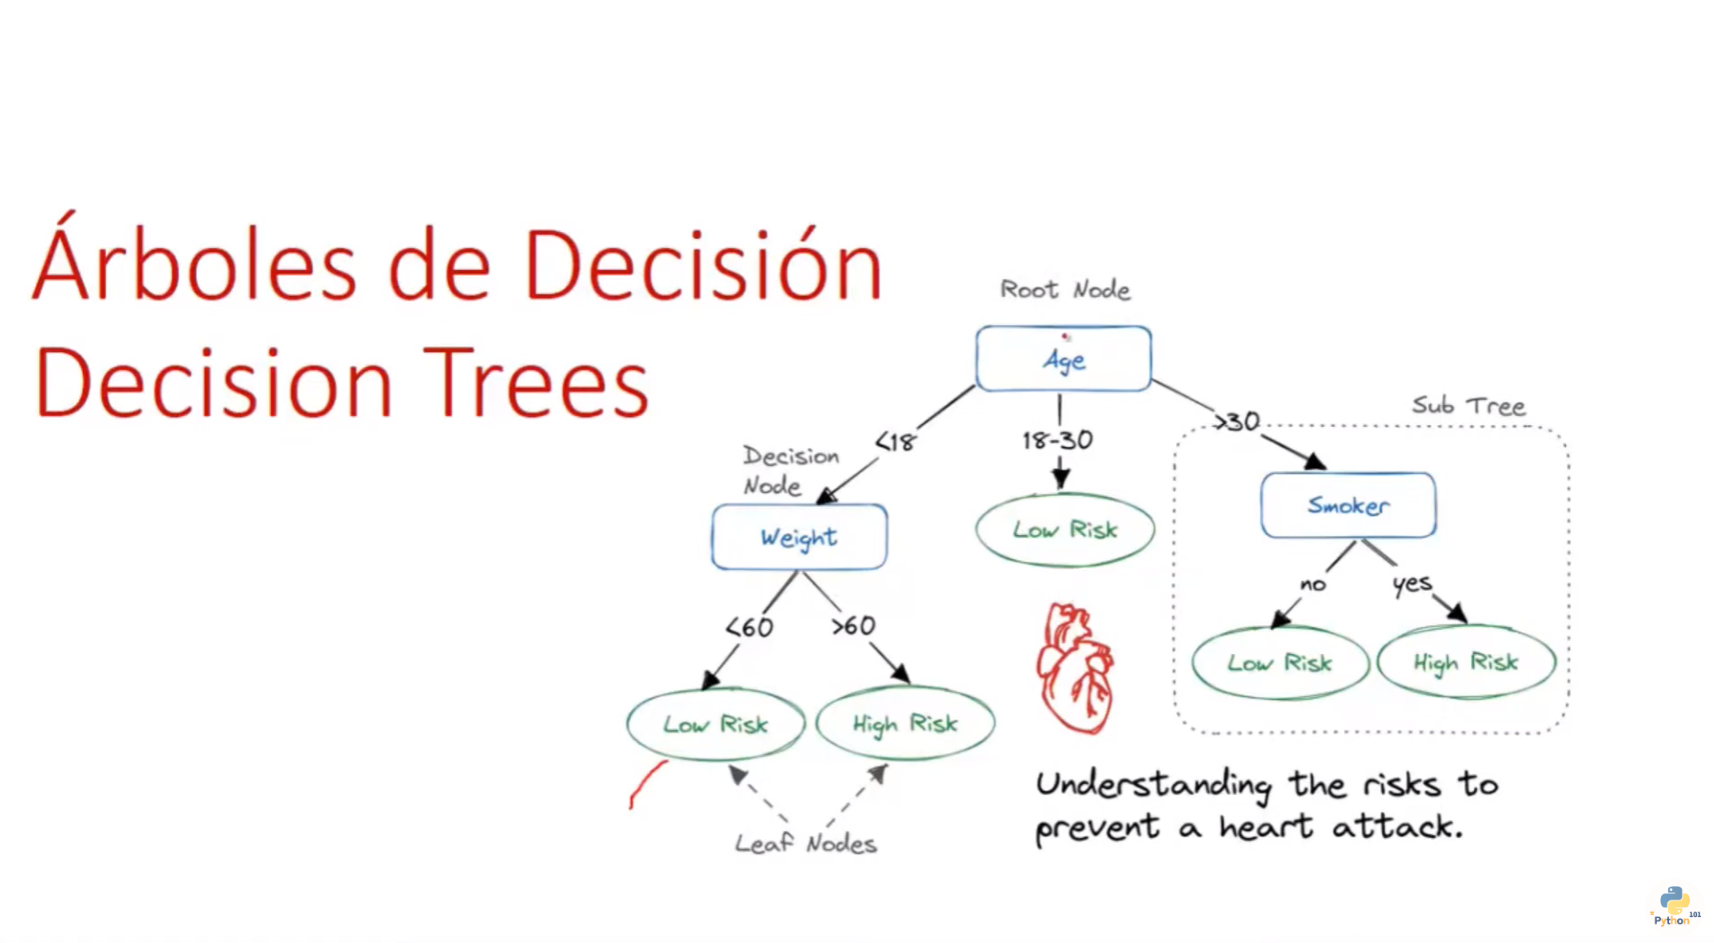 Árboles de Decisión
Decision Trees
Root Node
Age
<18
18-30
>30
Sub Tree
Decision
Node
Weight
Low Risk
Smoker
<60
>60
no
yes
Low Risk
High Risk
Low Risk
High Risk
Leaf Nodes
Understanding the risks to
prevent a heart attack.
Python 101